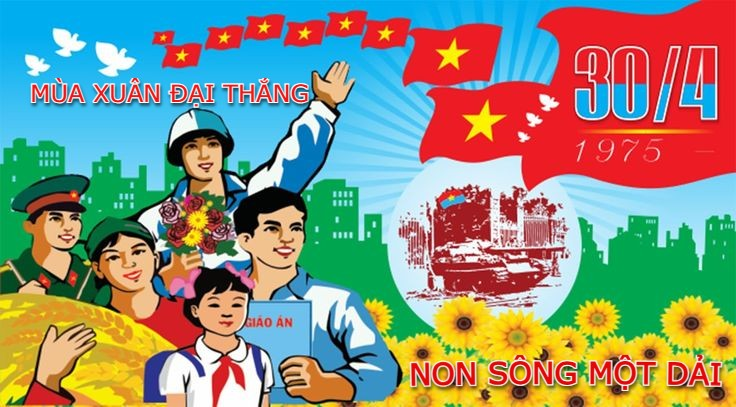 MÙA XUÂN ĐẠI THẮNG
30/4
1975 -
GIÁO ÁN
NON SÔNG MỘT DẢI